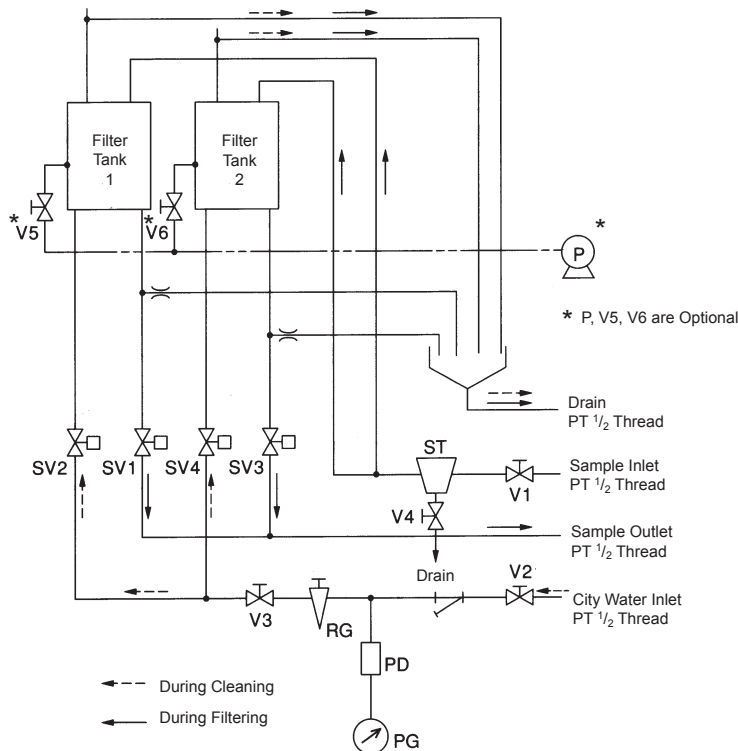 Filter
Tank
1
Filter
Tank
2
*
V5
*
V6
P
*
* P, V5, V6 are Optional
Drain
PT 1/2 Thread
SV2
SV1
SV4
SV3
ST
V1
Sample Inlet
PT 1/2 Thread
V4
Sample Outlet
PT 1/2 Thread
Drain
V2
City Water Inlet
PT 1/2 Thread
V3
RG
PD
PG
During Cleaning
During Filtering